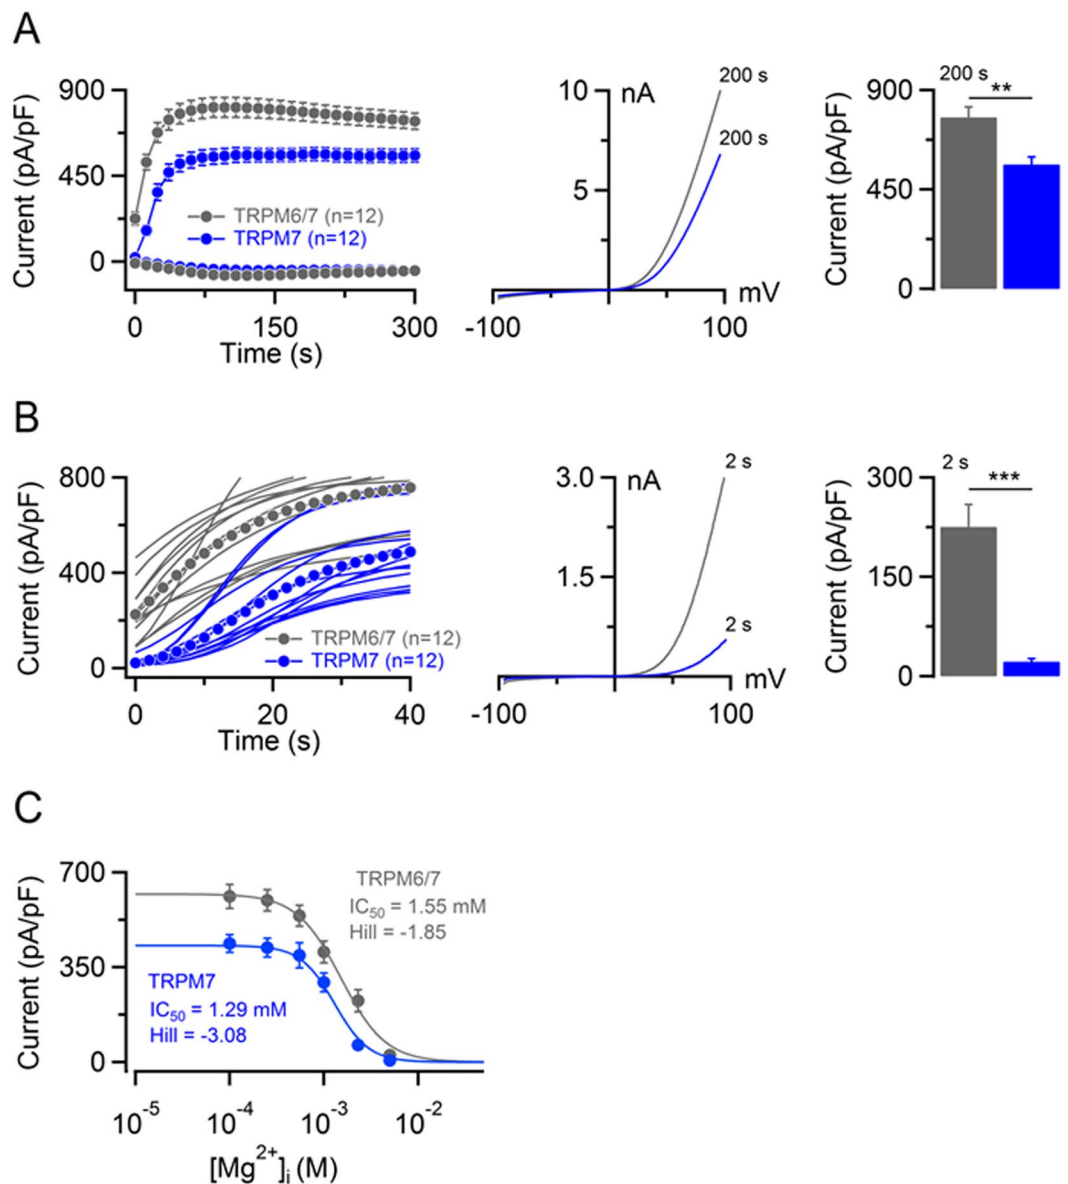 A
Current (pA/pF)
900
450
0
TRPM6/7 (n=12)
TRPM7 (n=12)
0
150
300
Time (s)
10
nA
5
200 s
200 s
mV
-100
100
Current (pA/pF)
900
450
0
200 s
**
B
Current (pA/pF)
800
400
0
TRPM6/7 (n=12)
TRPM7 (n=12)
0
20
40
Time (s)
3.0
nA
1.5
2 s
2 s
mV
-100
100
Current (pA/pF)
300
150
0
2 s
***
C
Current (pA/pF)
700
350
0
TRPM6/7
IC50 = 1.55 mM
Hill = -1.85
TRPM7
IC50 = 1.29 mM
Hill = -3.08
10-5
10-4
10-3
10-2
[Mg2+]i (M)